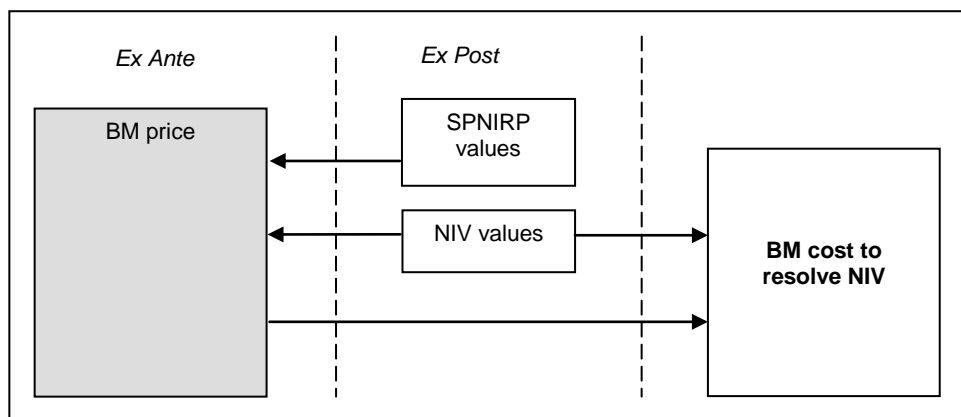 Ex Ante
Ex Post
BM price
SPNIRP
values
NIV values
BM cost to
resolve NIV